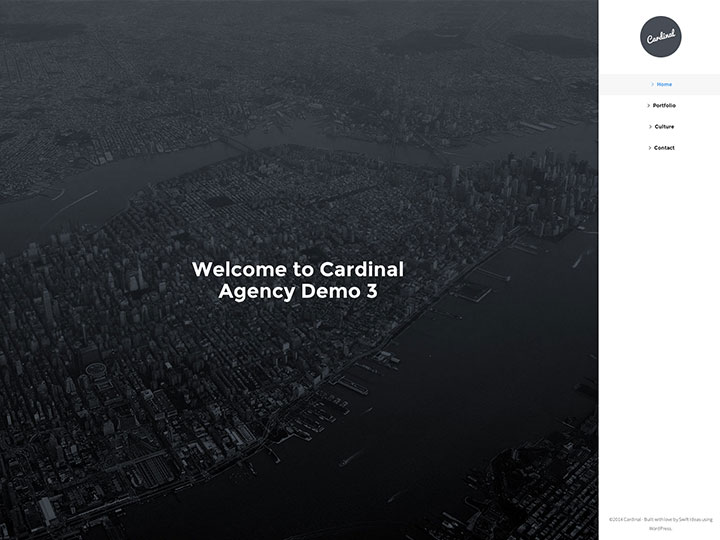 Cardinal
> Home
> Portfolio
> Culture
> Contact
Welcome to Cardinal
Agency Demo 3
©2014 Cardinal · Built with love by Swift Ideas using
WordPress.